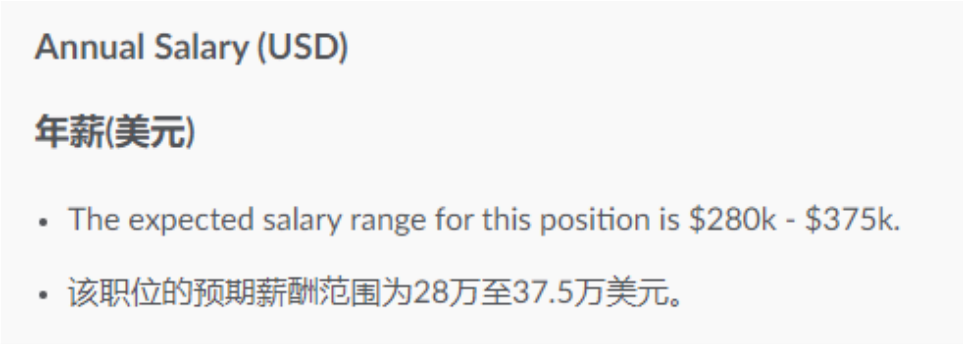 Annual Salary (USD)
年薪(美元)
• The expected salary range for this position is $280k - $375k.
• 该职位的预期薪酬范围为28万至37.5万美元。